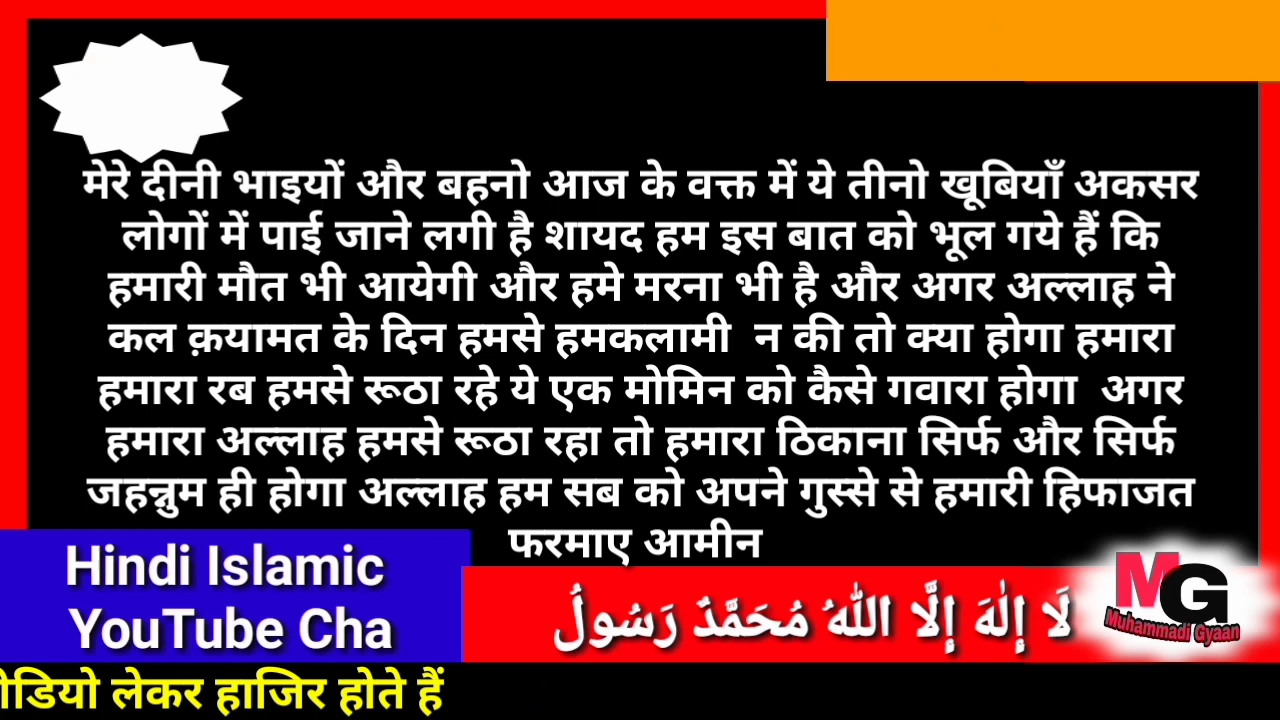 मेरे दीनी भाइयों और बहनो आज के वक्त में ये तीनो खूबियाँ अकसर
लोगों में पाई जाने लगी है शायद हम इस बात को भूल गये हैं कि
हमारी मौत भी आयेगी और हमे मरना भी है और अगर अल्लाह ने
कल क़यामत के दिन हमसे हमकलामी न की तो क्या होगा हमारा
हमारा रब हमसे रूठा रहे ये एक मोमिन को कैसे गवारा होगा अगर
हमारा अल्लाह हमसे रूठा रहा तो हमारा ठिकाना सिर्फ और सिर्फ
जहन्नुम ही होगा अल्लाह हम सब को अपने गुस्से से हमारी हिफाजत
फरमाए आमीन
Hindi Islamic
YouTube Cha
لَا إِلٰهَ إِلَّا اللهُ مُحَمَّدٌ رَسُولُ
MG
Muhammadi Gyaan
लेकर हाजिर होते हैं